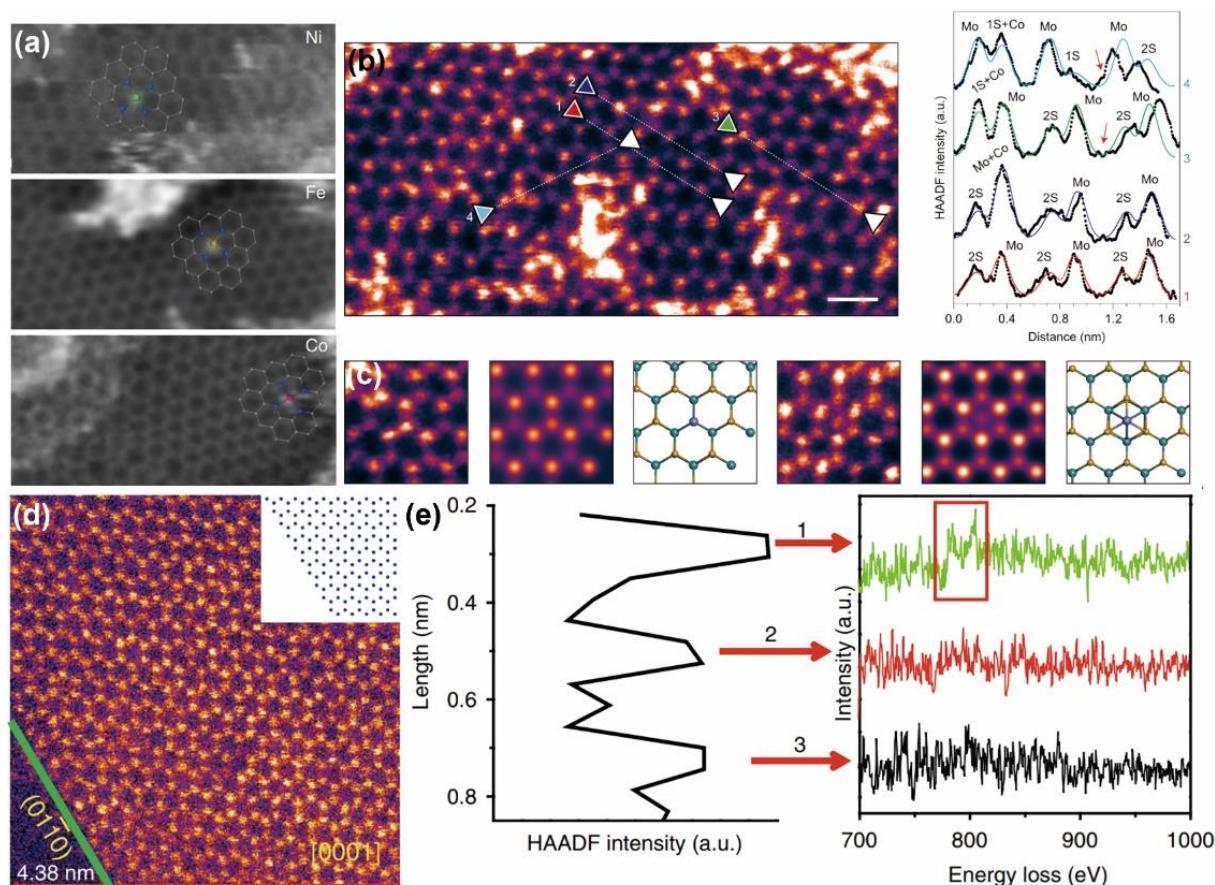 (a)
Ni
Fe
Co
(b)
1
2
3
4
HAADF intensity (a.u.)
Mo 1S+Co Mo 1S Mo 2S
4
1S+Co Mo 2S Mo 2S Mo
3
2S Mo+Co 2S Mo 2S Mo
2
2S Mo 2S Mo 2S Mo
1
0.0 0.4 0.8 1.2 1.6
Distance (nm)
(c)
(d)
(011̄0)
4.38 nm
[0001]
(e)
Length (nm)
0.2
0.4
0.6
0.8
HAADF intensity (a.u.)
1
2
3
Intensity (a.u.)
700 800 900 1000
Energy loss (eV)